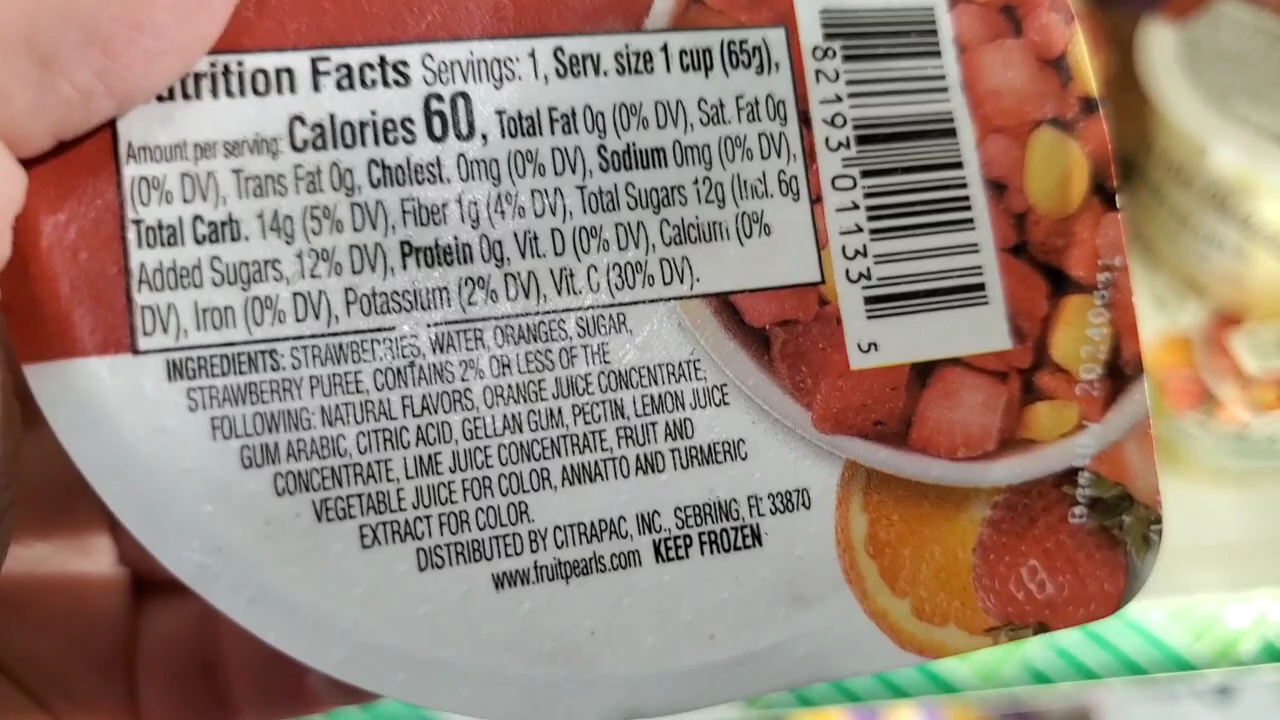 Nutrition Facts Servings: 1, Serv. size 1 cup (65g),
Amount per serving: Calories 60, Total Fat 0g (0% DV), Sat. Fat 0g
(0% DV), Trans Fat 0g, Cholest. 0mg (0% DV), Sodium 0mg (0% DV),
Total Carb. 14g (5% DV), Fiber 1g (4% DV), Total Sugars 12g (Incl. 6g
Added Sugars, 12% DV), Protein 0g, Vit. D (0% DV), Calcium (0%
DV), Iron (0% DV), Potassium (2% DV), Vit. C (30% DV).
INGREDIENTS: STRAWBERRIES, WATER, ORANGES, SUGAR,
STRAWBERRY PUREE, CONTAINS 2% OR LESS OF THE
FOLLOWING: NATURAL FLAVORS, ORANGE JUICE CONCENTRATE,
GUM ARABIC, CITRIC ACID, GELLAN GUM, PECTIN, LEMON JUICE
CONCENTRATE, LIME JUICE CONCENTRATE, FRUIT AND
VEGETABLE JUICE FOR COLOR, ANNATTO AND TURMERIC
EXTRACT FOR COLOR.
DISTRIBUTED BY CITRAPAC, INC., SEBRING, FL 33870
www.fruitpearls.com KEEP FROZEN
82193 01133 5